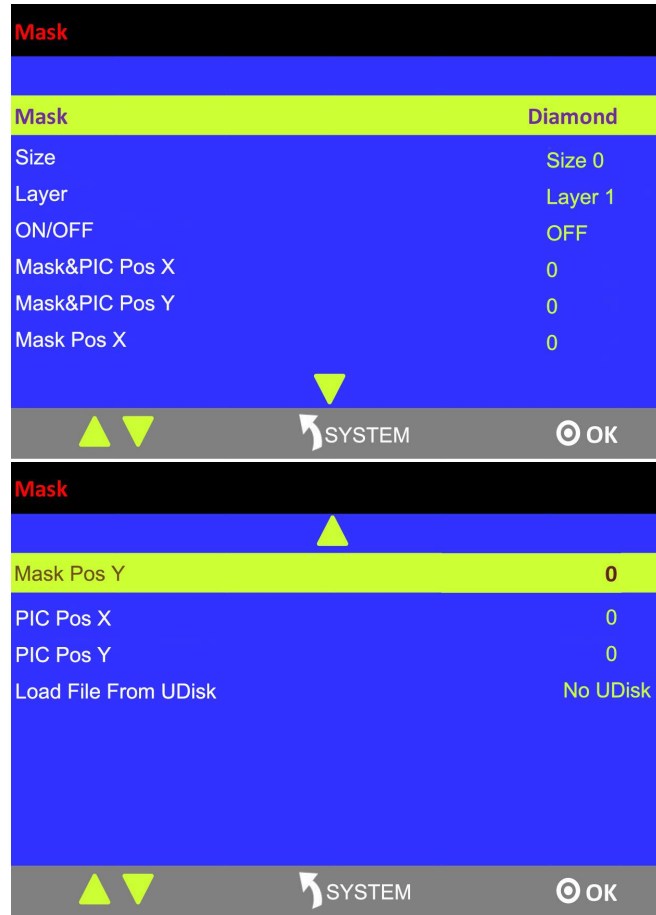 Mask
Mask Diamond
Size Size 0
Layer Layer 1
ON/OFF OFF
Mask&PIC Pos X 0
Mask&PIC Pos Y 0
Mask Pos X 0
SYSTEM OK
Mask
Mask Pos Y 0
PIC Pos X 0
PIC Pos Y 0
Load File From UDisk No UDisk
SYSTEM OK